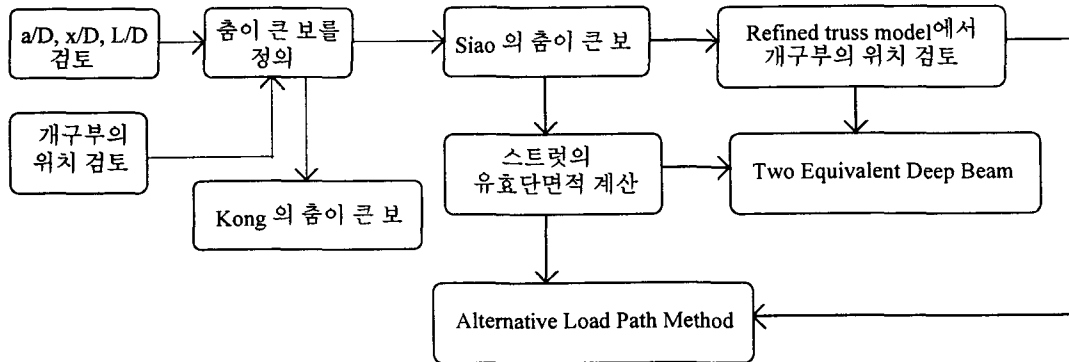 a/D, x/D, L/D
검토
춤이 큰 보를
정의
Siao 의 춤이 큰 보
Refined truss model에서
개구부의 위치 검토
개구부의
위치 검토
스트럿의
유효단면적 계산
Two Equivalent Deep Beam
Kong 의 춤이 큰 보
Alternative Load Path Method